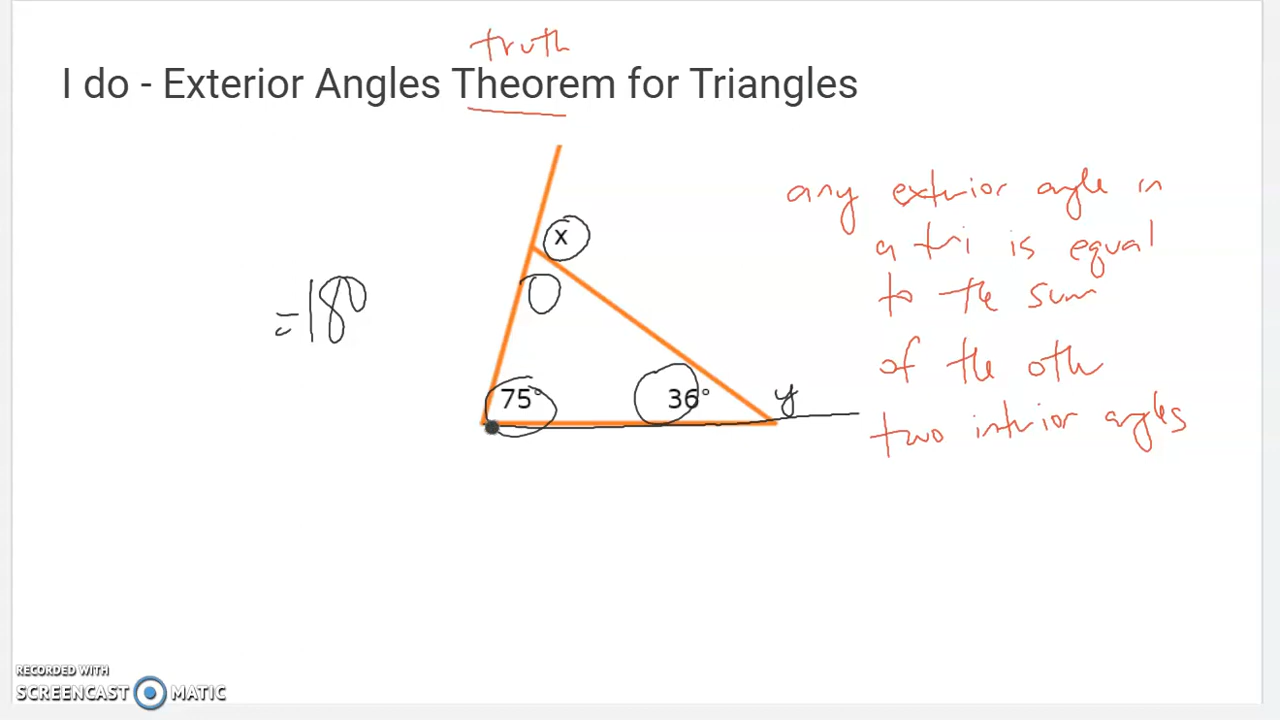 truth
I do - Exterior Angles Theorem for Triangles
any exterior angle in
a tri is equal
to the sum
of the oth
two interior angles
x
=180
75°
36°
y
RECORDED WITH
SCREENCAST MATIC